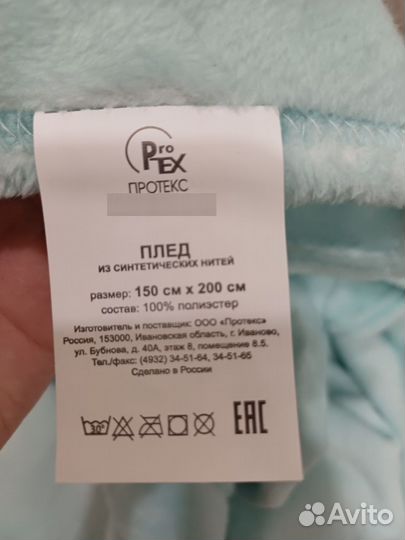 Pro
TEX
ПРОТЕКС
ПЛЕД
ИЗ СИНТЕТИЧЕСКИХ НИТЕЙ
размер: 150 см х 200 см
состав: 100% полиэстер
Изготовитель и поставщик: ООО «Протекс»
Россия, 153000, Ивановская область, г. Иваново,
ул. Бубнова, д. 40А, этаж 8, помещение 8.5.
Тел./факс: (4932) 34-51-64, 34-51-65
Сделано в России
30°
EAC
Avito